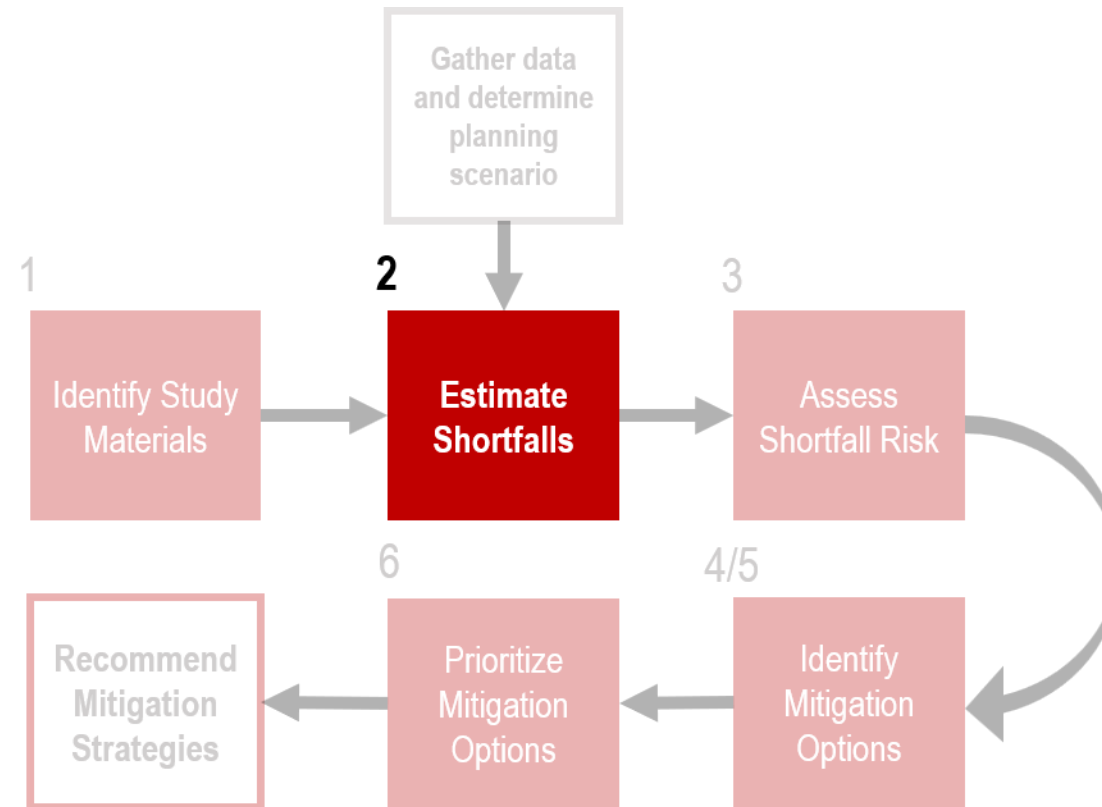 Gather data
and determine
planning
scenario
1
Identify Study
Materials
2
Estimate
Shortfalls
3
Assess
Shortfall Risk
4/5
Identify
Mitigation
Options
6
Prioritize
Mitigation
Options
Recommend
Mitigation
Strategies